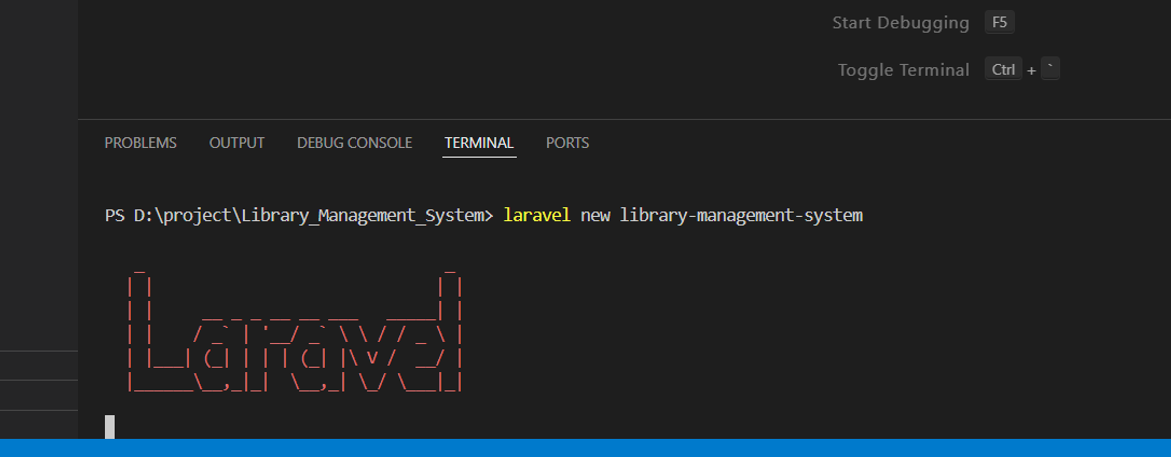 Start Debugging F5
Toggle Terminal Ctrl + `
PROBLEMS OUTPUT DEBUG CONSOLE TERMINAL PORTS
PS D:\project\Library_Management_System> laravel new library-management-system
Laravel